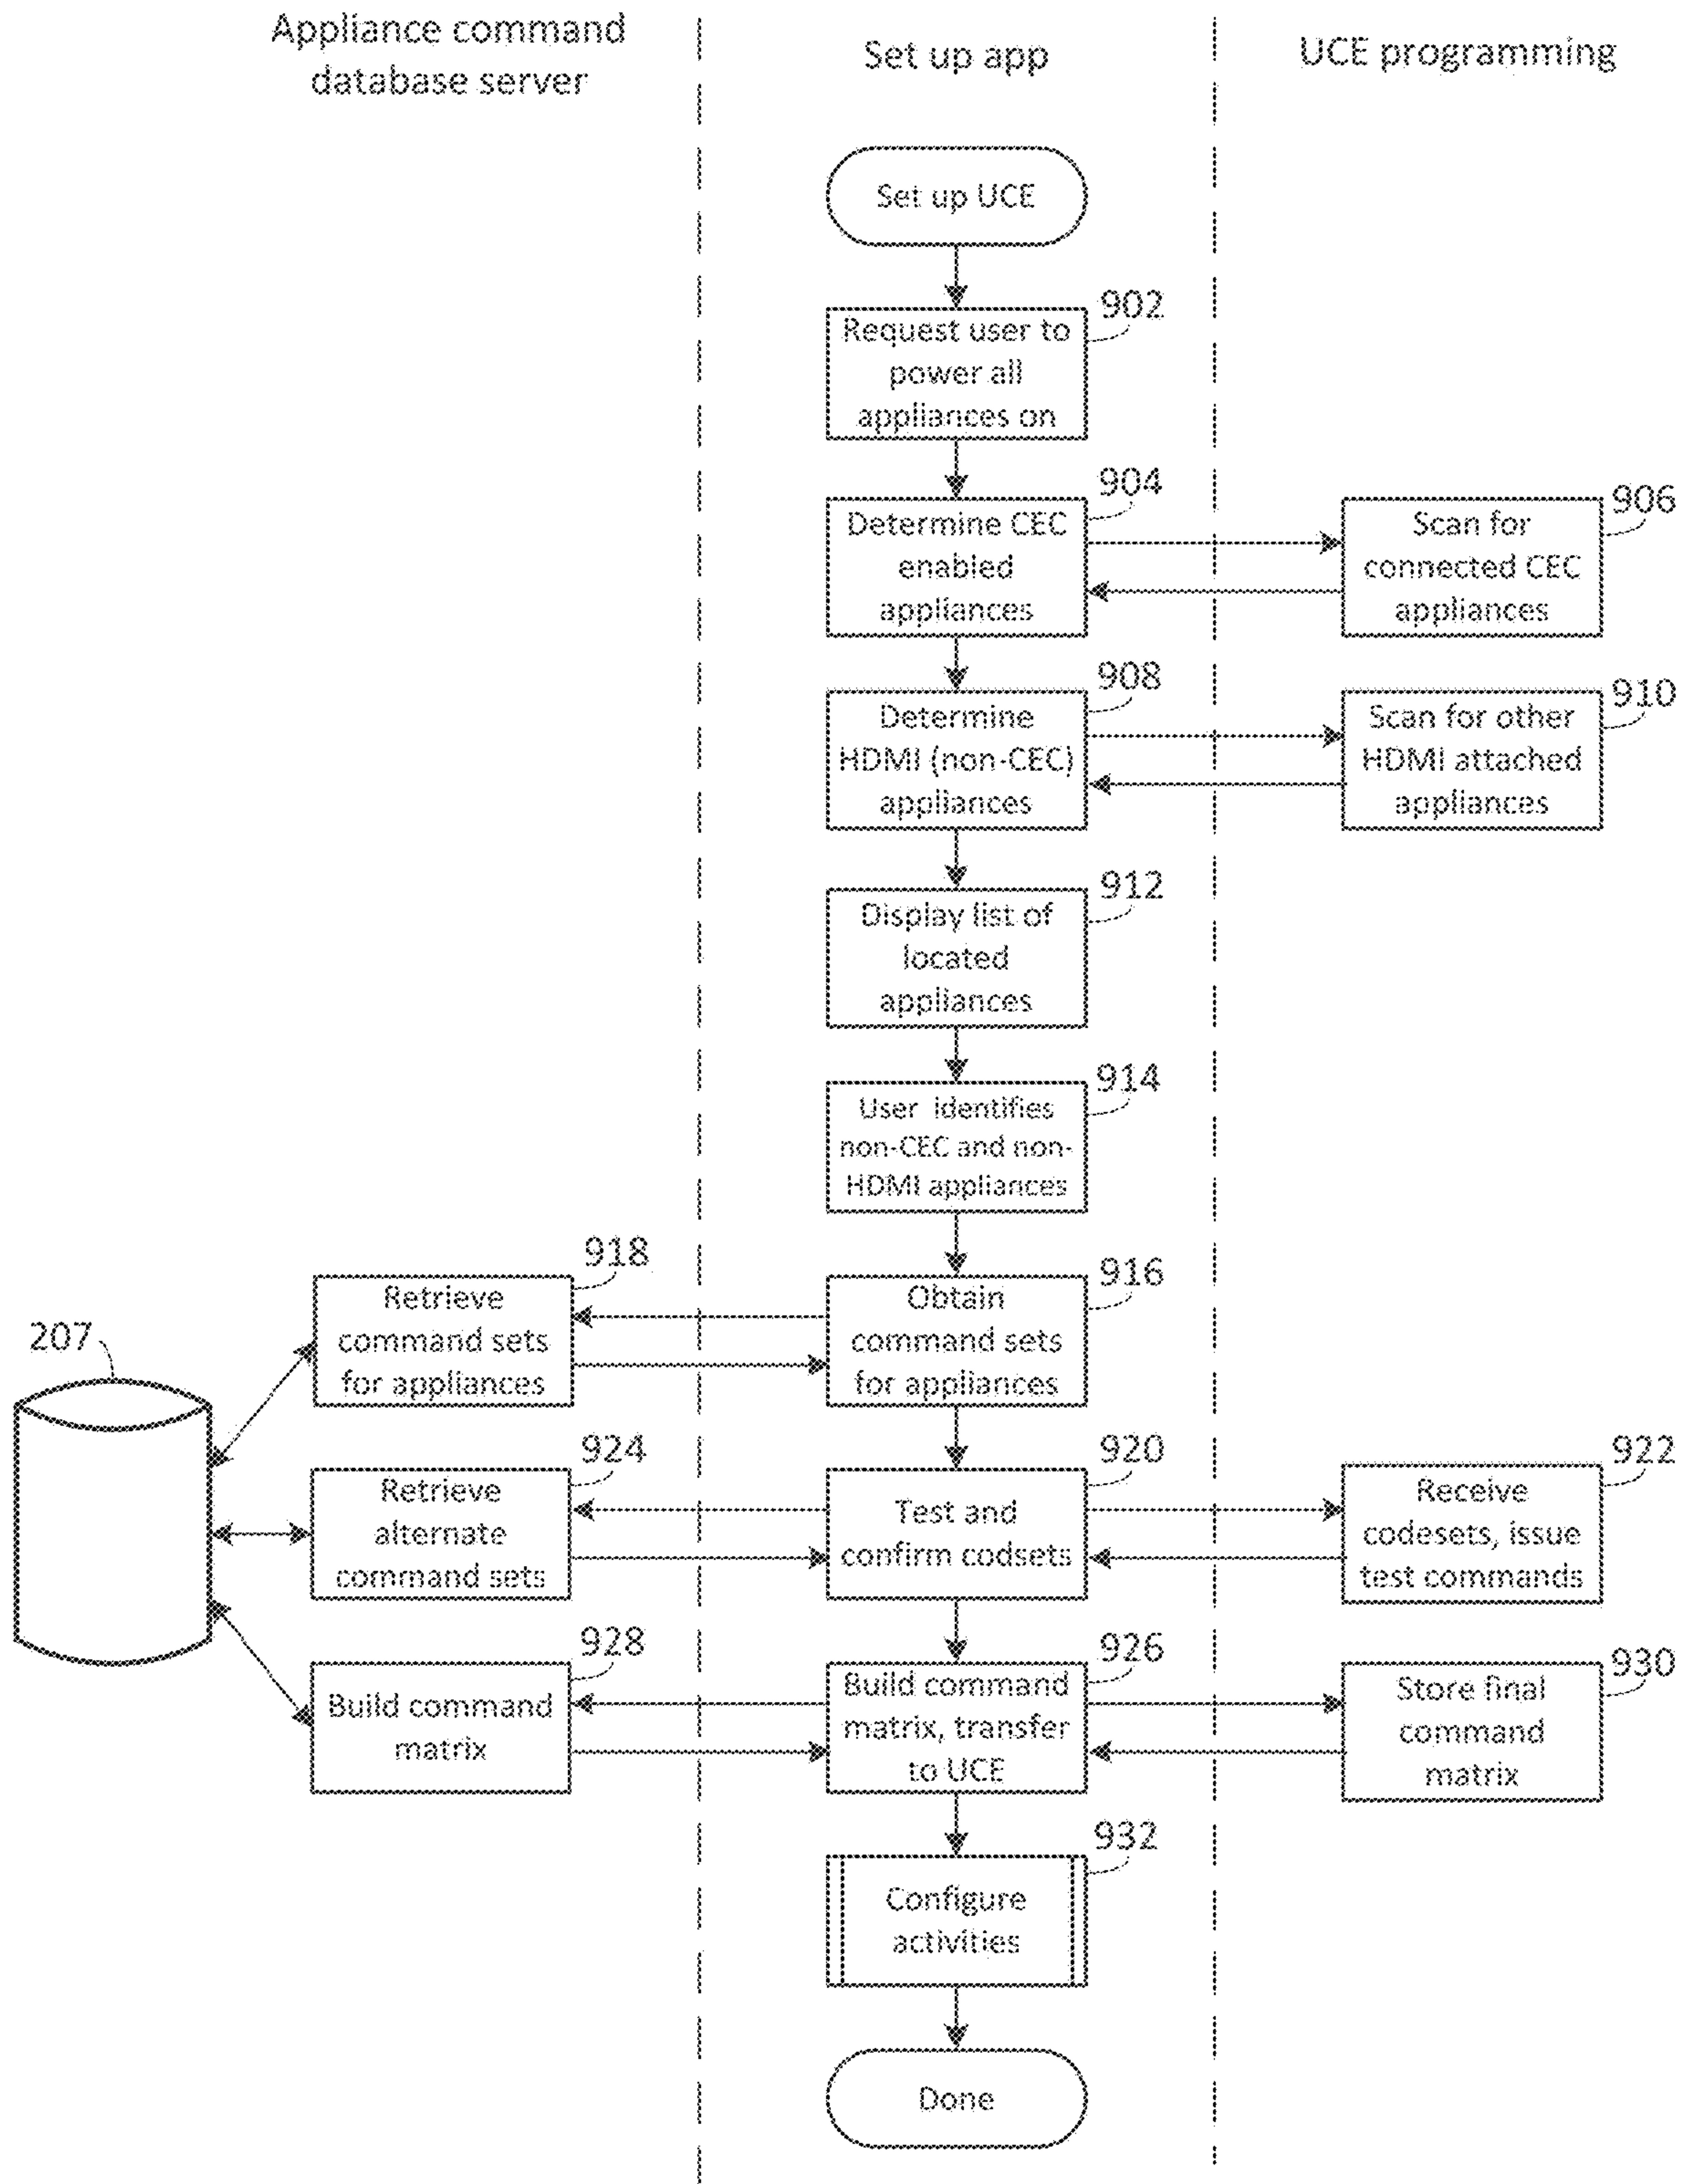 Appliance command
database server
Set up app
UCE programming
Set up UCE
902
Request user to
power all
appliances on
904
Determine CEC
enabled
appliances
906
Scan for
connected CEC
appliances
908
Determine
HDMI (non-CEC)
appliances
910
Scan for other
HDMI attached
appliances
912
Display list of
located
appliances
914
User identifies
non-CEC and non-
HDMI appliances
918
Retrieve
command sets
for appliances
916
Obtain
command sets
for appliances
207
924
Retrieve
alternate
command sets
920
Test and
confirm codsets
922
Receive
codesets, issue
test commands
928
Build command
matrix
926
Build command
matrix, transfer
to UCE
930
Store final
command
matrix
932
Configure
activities
Done